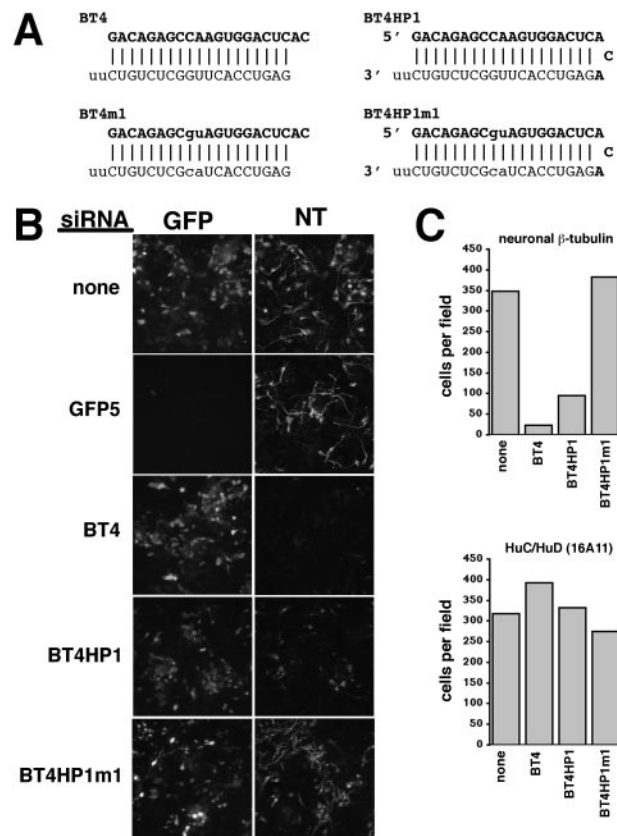 A
BT4
GACAGAGCCAAGUGGACUCAC
uuCUGUCUCGGUUCACCUGAG
BT4HP1
5′ GACAGAGCCAAGUGGACUCA
C
3′ uuCUGUCUCGGUUCACCUGAGA
BT4m1
GACAGAGCguAGUGGACUCAC
uuCUGUCUCGcaUCACCUGAG
BT4HP1m1
5′ GACAGAGCguAGUGGACUCA
C
3′ uuCUGUCUCGcaUCACCUGAGA
B
siRNA GFP NT
none
GFP5
BT4
BT4HP1
BT4HP1m1
C
neuronal β-tubulin
cells per field
450
400
350
300
250
200
150
100
50
0
none BT4 BT4HP1 BT4HP1m1
HuC/HuD (16A11)
cells per field
450
400
350
300
250
200
150
100
50
0
none BT4 BT4HP1 BT4HP1m1